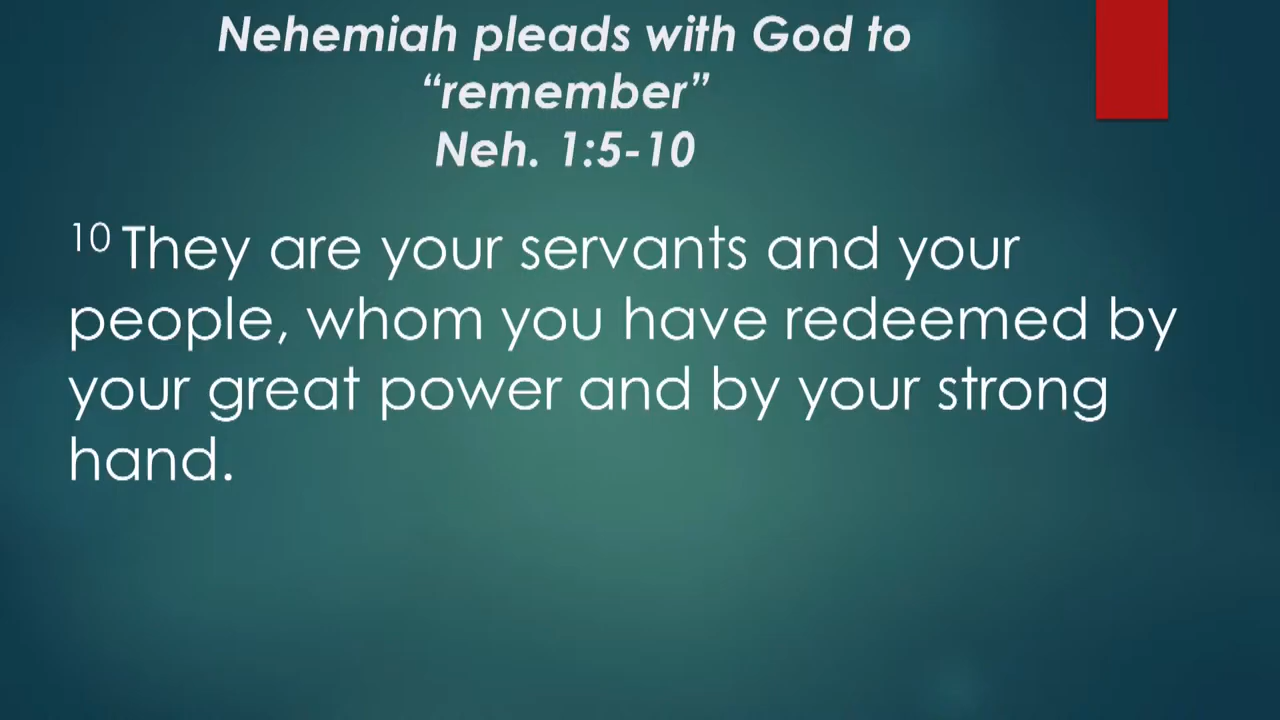 Nehemiah pleads with God to
“remember”
Neh. 1:5-10
10 They are your servants and your
people, whom you have redeemed by
your great power and by your strong
hand.